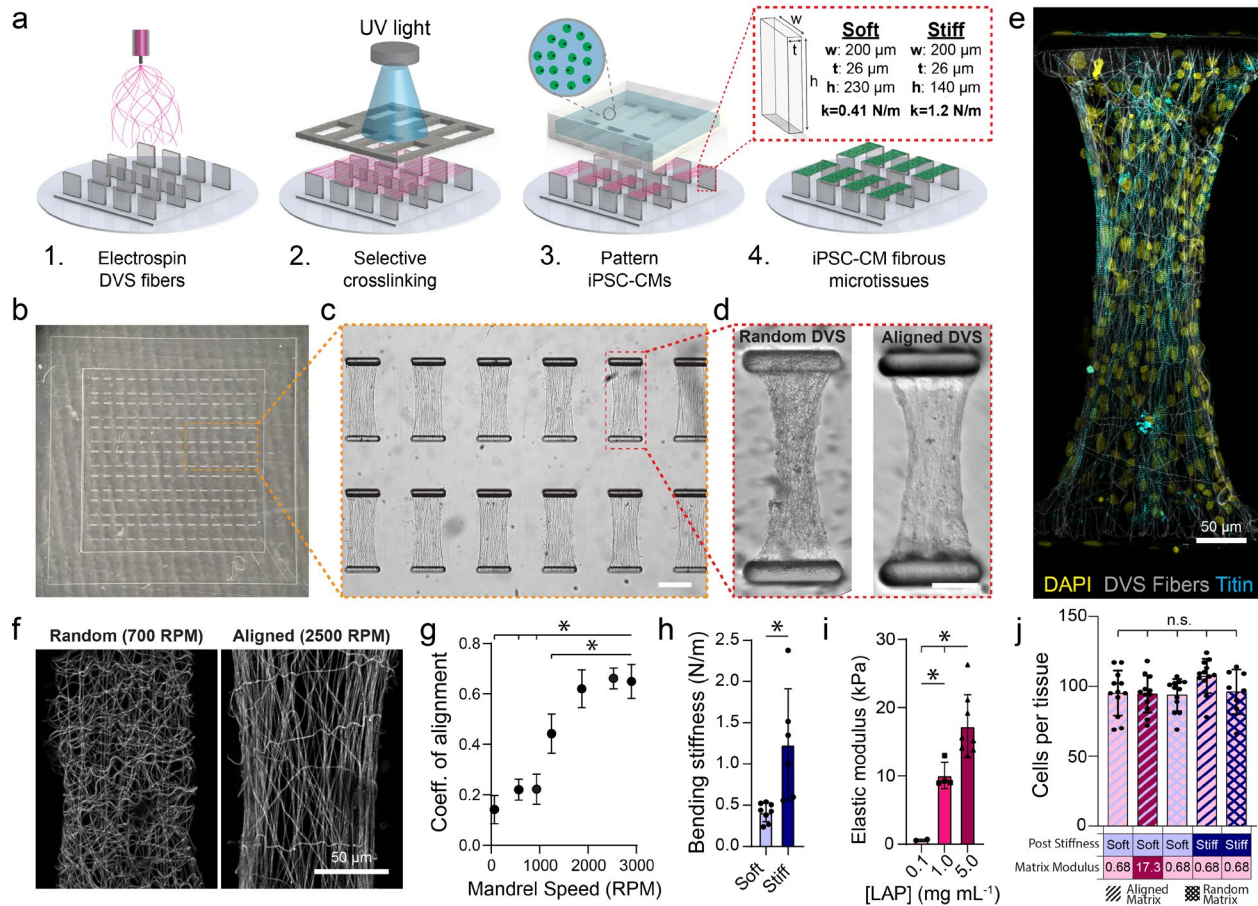 a
UV light
w
t
h
Soft
w: 200 µm
t: 26 µm
h: 230 µm
k=0.41 N/m
Stiff
w: 200 µm
t: 26 µm
h: 140 µm
k=1.2 N/m
1. Electrospin
DVS fibers
2. Selective
crosslinking
3. Pattern
iPSC-CMs
4. iPSC-CM fibrous
microtissues
b
c
d
Random DVS
Aligned DVS
e
50 µm
DAPI DVS Fibers Titin
f
Random (700 RPM)
Aligned (2500 RPM)
50 µm
g
Coeff. of alignment
0.8
0.6
0.4
0.2
0.0
0
1000
2000
3000
Mandrel Speed (RPM)
*
*
h
Bending stiffness (N/m)
2.5
2.0
1.5
1.0
0.5
0.0
Soft
Stiff
*
i
Elastic modulus (kPa)
30
20
10
0
0.1
1.0
5.0
[LAP] (mg mL⁻¹)
*
*
j
Cells per tissue
150
100
50
0
n.s.
Post Stiffness Soft Soft Soft Stiff Stiff
Matrix Modulus 0.68 17.3 0.68 0.68 0.68
Aligned
Matrix
Random
Matrix